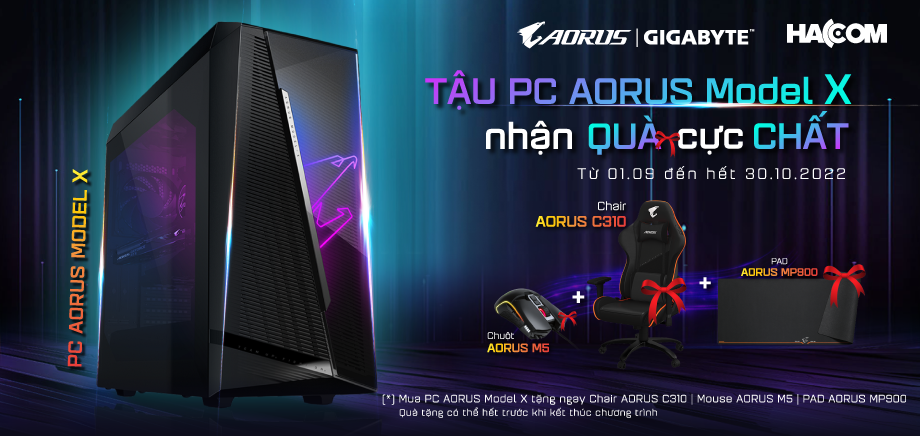 AORUS | GIGABYTE™ HACOM
TẬU PC AORUS Model X
nhận QUÀ cực CHẤT
Từ 01.09 đến hết 30.10.2022
PC AORUS MODEL X
Chair
AORUS C310
AORUS
PAD
AORUS MP900
+
+
Chuột
AORUS M5
(*) Mua PC AORUS Model X tặng ngay Chair AORUS C310 | Mouse AORUS M5 | PAD AORUS MP900
Quà tặng có thể hết trước khi kết thúc chương trình